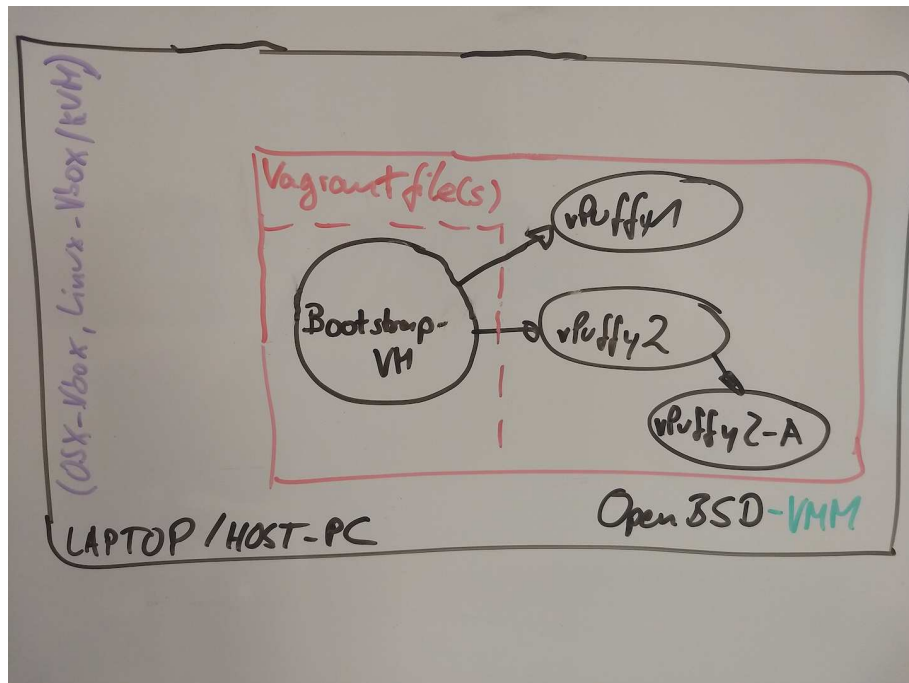 (OSX-Vbox, Linux-Vbox/KVM)
Vagrantfile(s)
vPuffy1
Bootstrap-
VM
vPuffy2
vPuffy2-A
OpenBSD-VMM
LAPTOP/HOST-PC